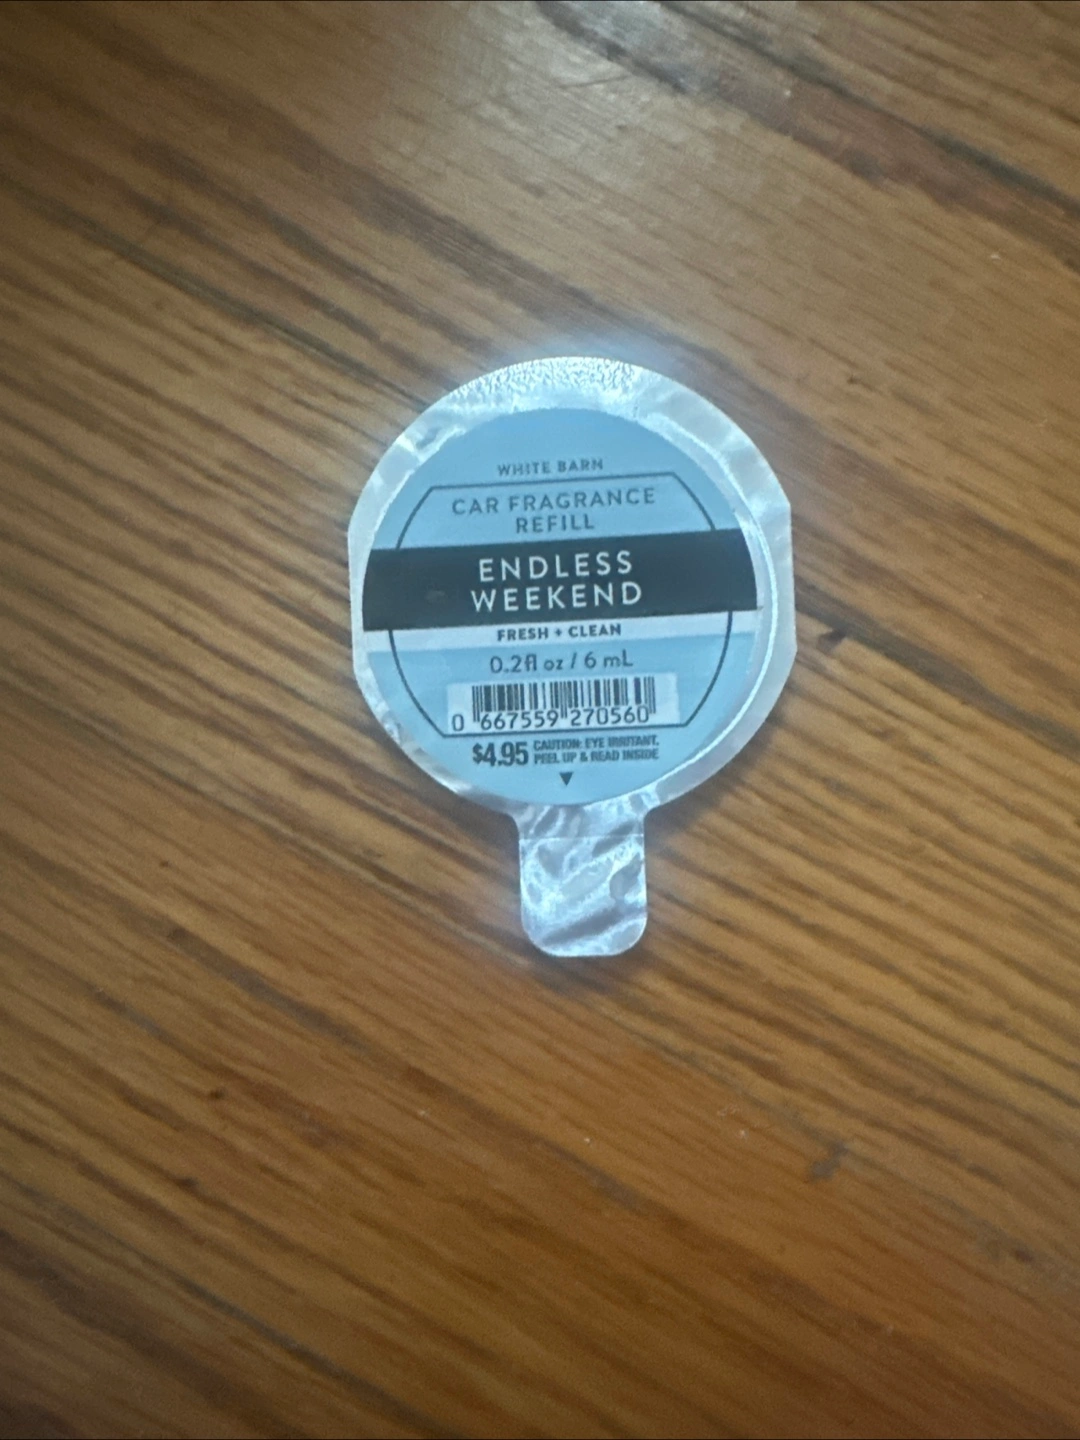 WHITE BARN
CAR FRAGRANCE
REFILL
ENDLESS
WEEKEND
FRESH + CLEAN
0.2fl oz / 6 mL
0 667559 270560
$4.95 CAUTION: EYE IRRITANT.
PEEL UP & READ INSIDE